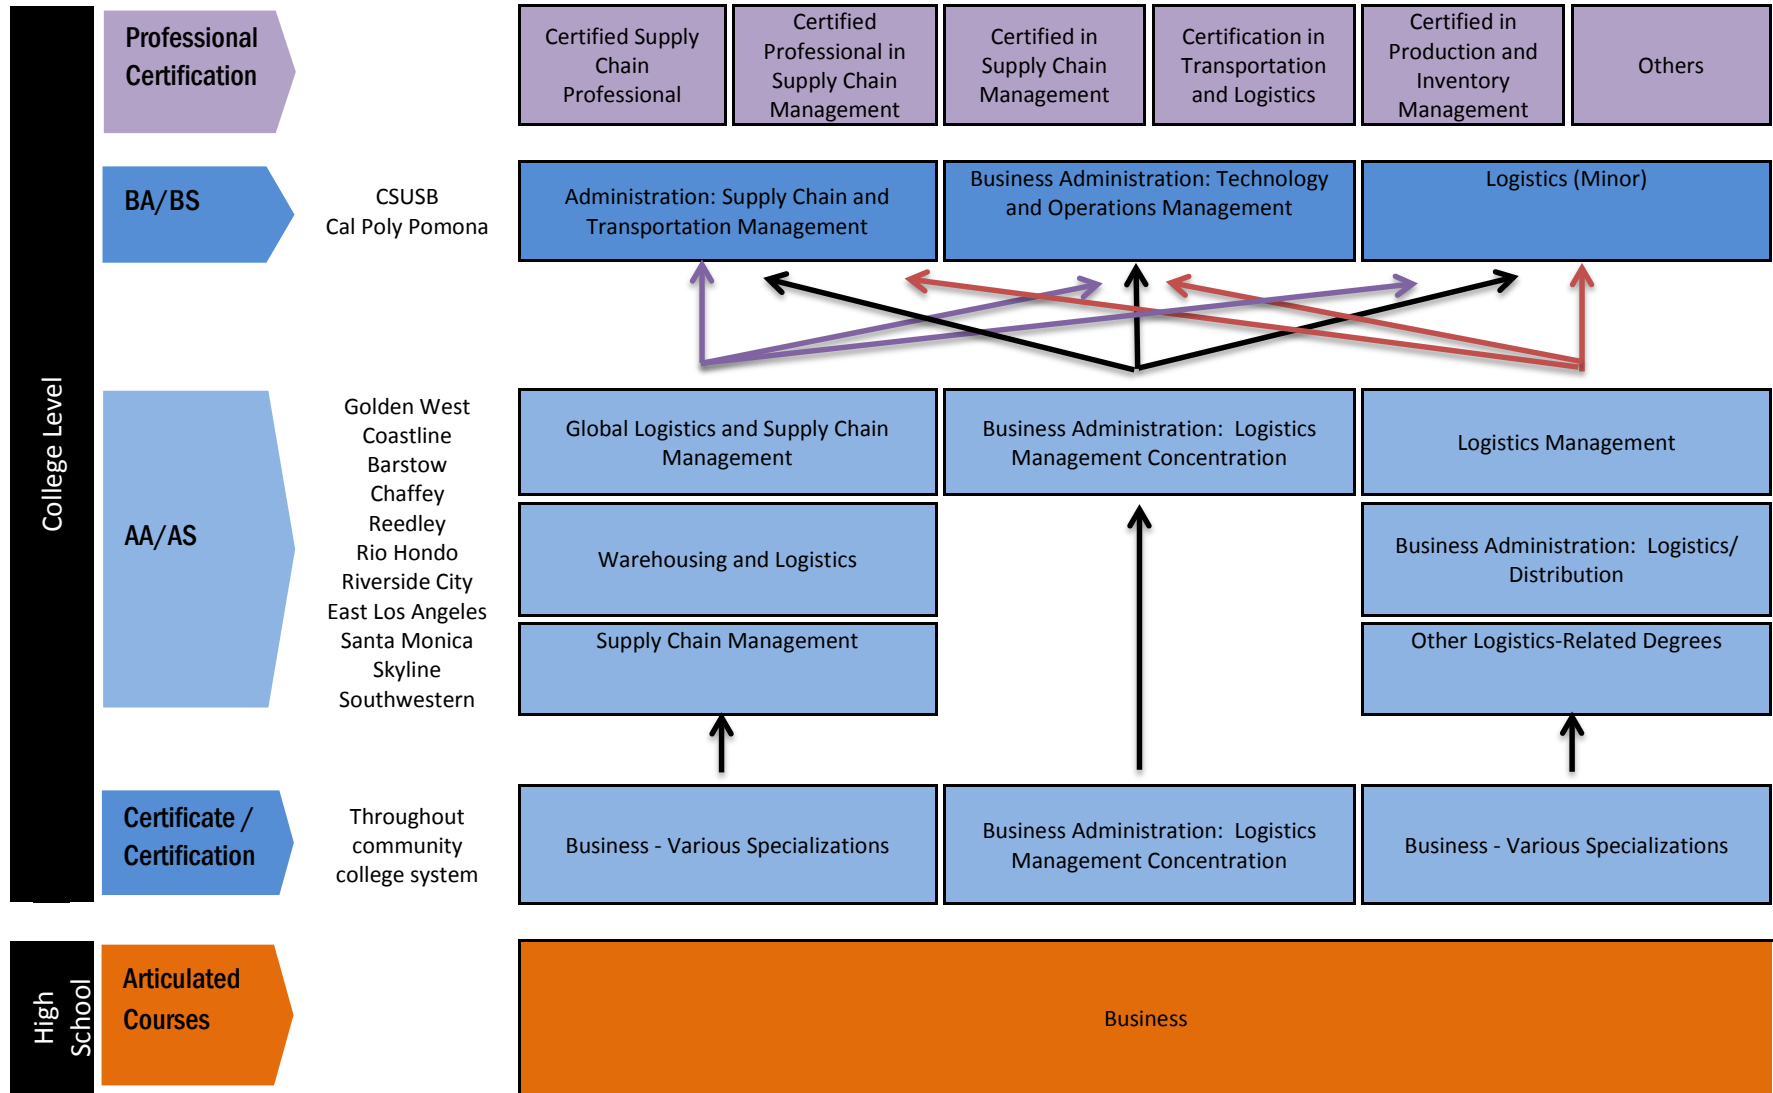 College Level
Professional
Certification
Certified Supply
Chain
Professional
Certified
Professional in
Supply Chain
Management
Certified in
Supply Chain
Management
Certification in
Transportation
and Logistics
Certified in
Production and
Inventory
Management
Others
BA/BS
CSUSB
Cal Poly Pomona
Administration: Supply Chain and
Transportation Management
Business Administration: Technology
and Operations Management
Logistics (Minor)
AA/AS
Golden West
Coastline
Barstow
Chaffey
Reedley
Rio Hondo
Riverside City
East Los Angeles
Santa Monica
Skyline
Southwestern
Global Logistics and Supply Chain
Management
Business Administration:  Logistics
Management Concentration
Logistics Management
Warehousing and Logistics
Business Administration:  Logistics/
Distribution
Supply Chain Management
Other Logistics-Related Degrees
Certificate /
Certification
Throughout
community
college system
Business - Various Specializations
Business Administration:  Logistics
Management Concentration
Business - Various Specializations
High
School
Articulated
Courses
Business